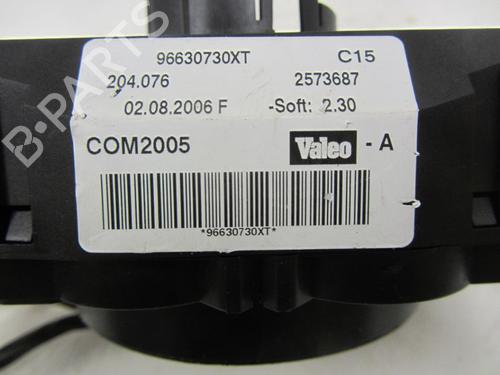 96630730XT C15
204.076 2573687
02.08.2006 F -Soft: 2.30
COM2005 Valeo - A
*96630730XT*
B-PARTS